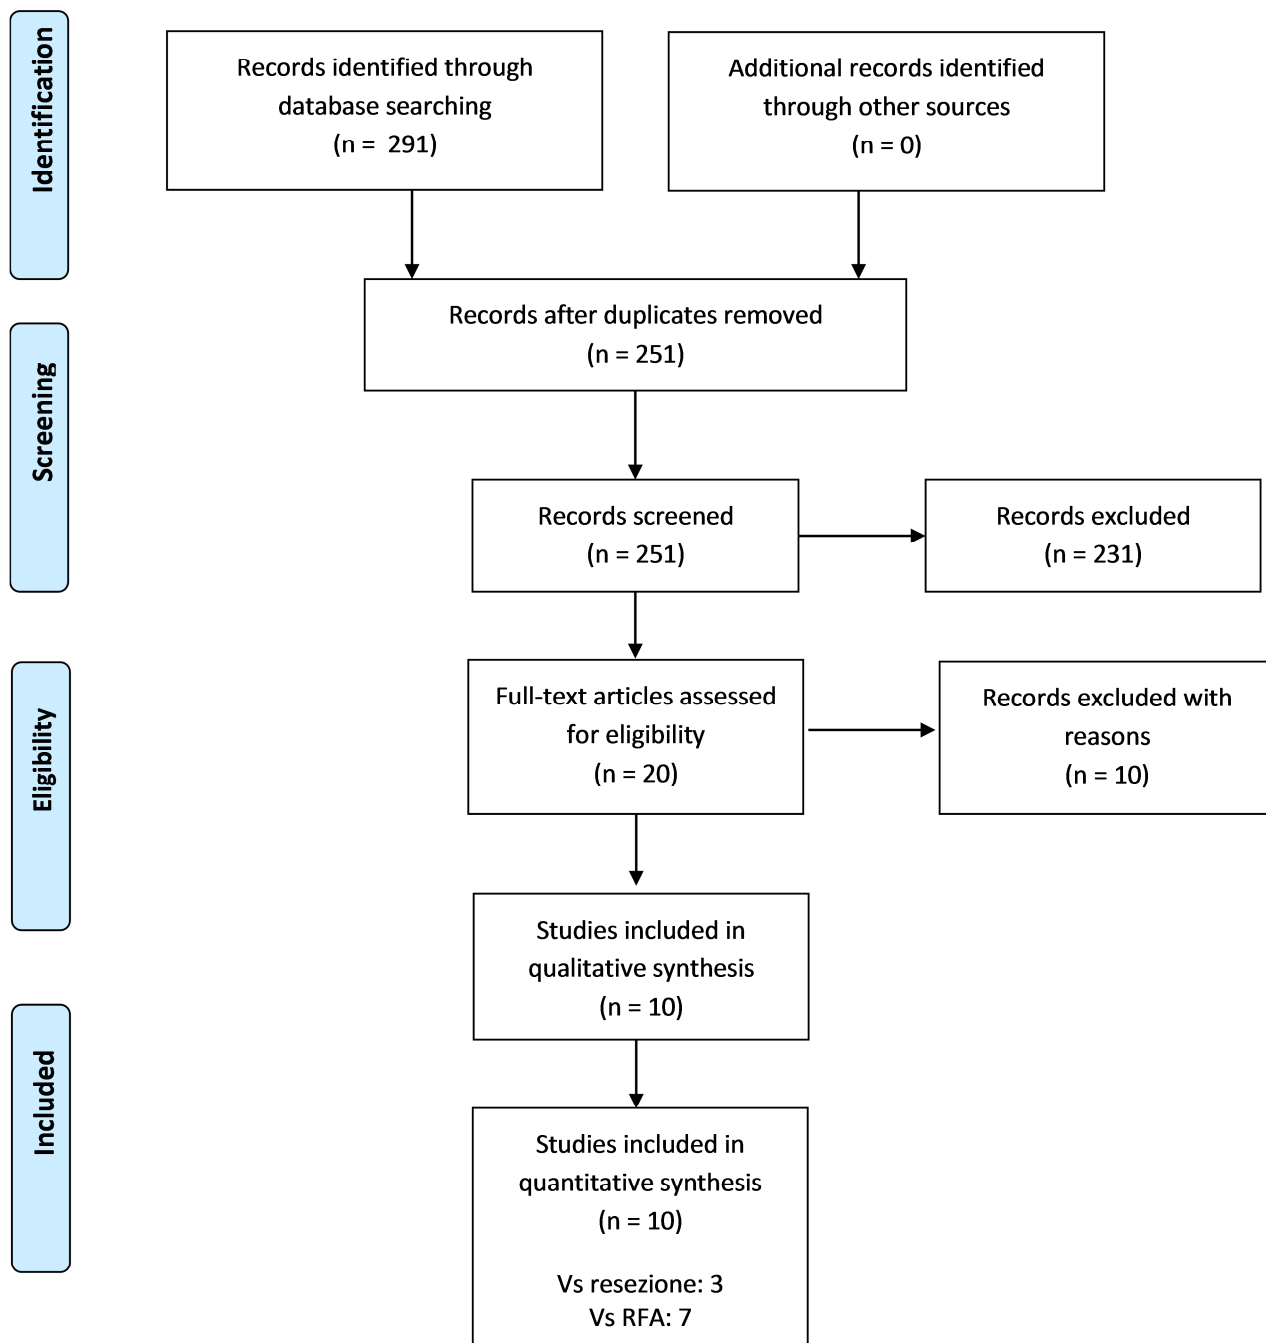 Identification
Records identified through
database searching
(n = 291)
Additional records identified
through other sources
(n = 0)
Records after duplicates removed
(n = 251)
Screening
Records screened
(n = 251)
Records excluded
(n = 231)
Eligibility
Full-text articles assessed
for eligibility
(n = 20)
Records excluded with
reasons
(n = 10)
Studies included in
qualitative synthesis
(n = 10)
Included
Studies included in
quantitative synthesis
(n = 10)
Vs resezione: 3
Vs RFA: 7